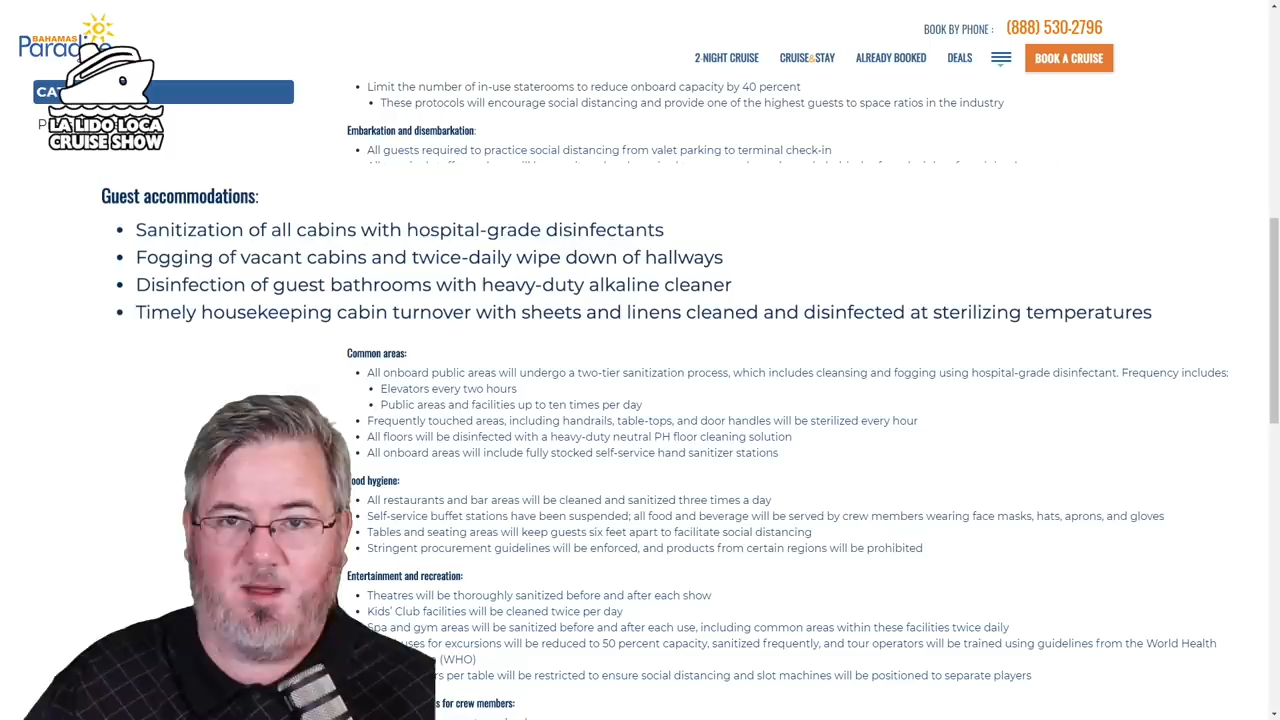 BAHAMAS
BOOK BY PHONE : (888) 530-2796
2-NIGHT CRUISE CRUISE&STAY ALREADY BOOKED DEALS BOOK A CRUISE
LA LIDO LOCA
CRUISE SHOW
• Limit the number of in-use staterooms to reduce onboard capacity by 40 percent
• These protocols will encourage social distancing and provide one of the highest guests to space ratios in the industry
Embarkation and disembarkation:
• All guests required to practice social distancing from valet parking to terminal check-in
Guest accommodations:
• Sanitization of all cabins with hospital-grade disinfectants
• Fogging of vacant cabins and twice-daily wipe down of hallways
• Disinfection of guest bathrooms with heavy-duty alkaline cleaner
• Timely housekeeping cabin turnover with sheets and linens cleaned and disinfected at sterilizing temperatures
Common areas:
• All onboard public areas will undergo a two-tier sanitization process, which includes cleansing and fogging using hospital-grade disinfectant. Frequency includes:
• Elevators every two hours
• Public areas and facilities up to ten times per day
• Frequently touched areas, including handrails, table-tops, and door handles will be sterilized every hour
• All floors will be disinfected with a heavy-duty neutral PH floor cleaning solution
• All onboard areas will include fully stocked self-service hand sanitizer stations
ood hygiene:
• All restaurants and bar areas will be cleaned and sanitized three times a day
• Self-service buffet stations have been suspended; all food and beverage will be served by crew members wearing face masks, hats, aprons, and gloves
• Tables and seating areas will keep guests six feet apart to facilitate social distancing
• Stringent procurement guidelines will be enforced, and products from certain regions will be prohibited
Entertainment and recreation:
• Theatres will be thoroughly sanitized before and after each show
• Kids' Club facilities will be cleaned twice per day
Spa and gym areas will be sanitized before and after each use, including common areas within these facilities twice daily
uses for excursions will be reduced to 50 percent capacity, sanitized frequently, and tour operators will be trained using guidelines from the World Health
(WHO)
per table will be restricted to ensure social distancing and slot machines will be positioned to separate players
for crew members: